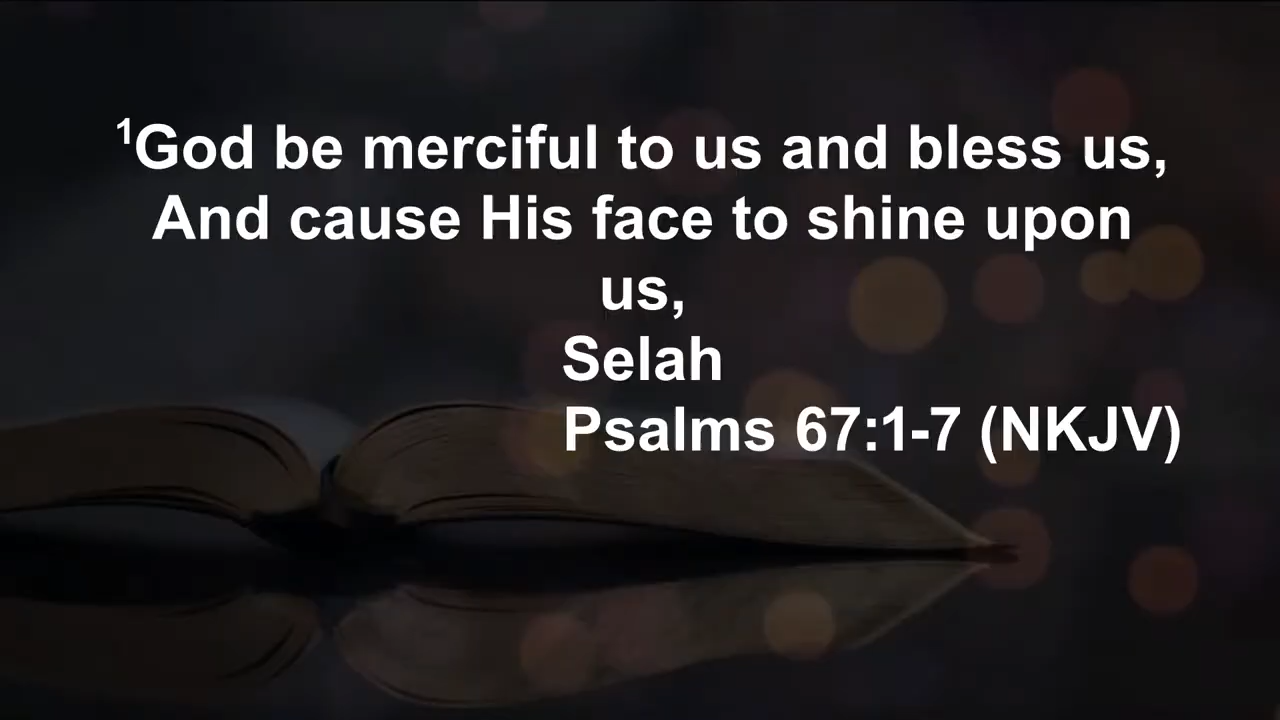 ¹God be merciful to us and bless us,
And cause His face to shine upon
us,
Selah
Psalms 67:1-7 (NKJV)